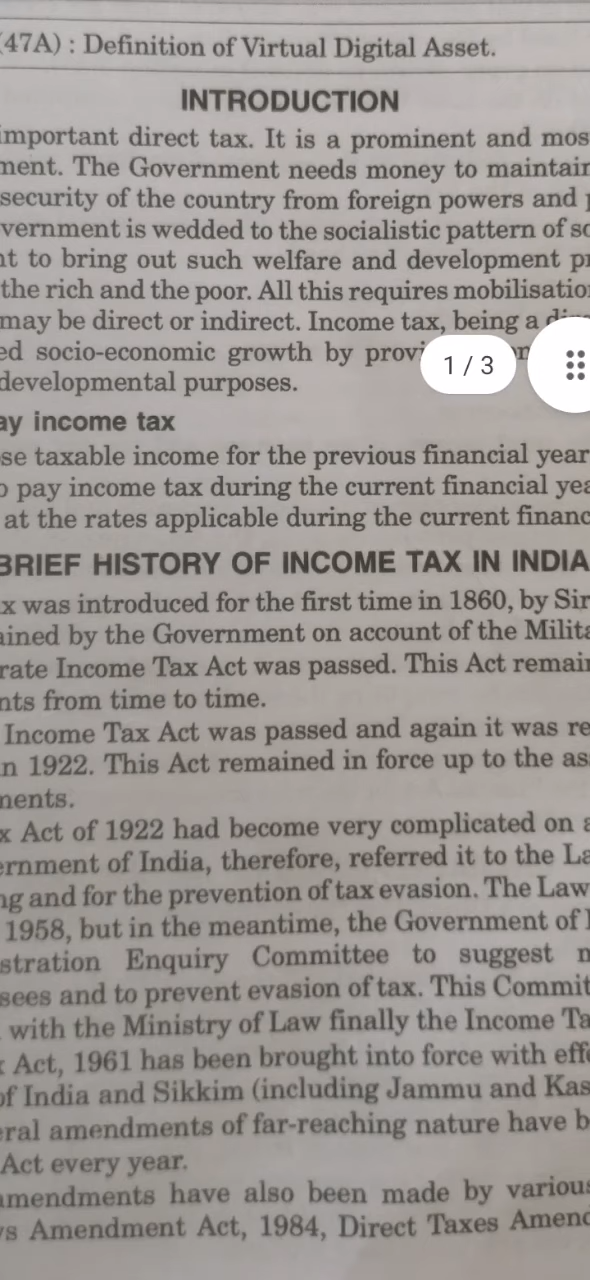 (47A) : Definition of Virtual Digital Asset.
INTRODUCTION
important direct tax. It is a prominent and mos
ment. The Government needs money to maintain
security of the country from foreign powers and p
vernment is wedded to the socialistic pattern of so
nt to bring out such welfare and development pr
the rich and the poor. All this requires mobilisatio
may be direct or indirect. Income tax, being a
ed socio-economic growth by provi
1 / 3
developmental purposes.
ay income tax
se taxable income for the previous financial year
o pay income tax during the current financial yea
at the rates applicable during the current financ
BRIEF HISTORY OF INCOME TAX IN INDIA
x was introduced for the first time in 1860, by Sir
ained by the Government on account of the Milita
rate Income Tax Act was passed. This Act remai
nts from time to time.
Income Tax Act was passed and again it was re
n 1922. This Act remained in force up to the as
ments.
x Act of 1922 had become very complicated on a
ernment of India, therefore, referred it to the La
ng and for the prevention of tax evasion. The Law
1958, but in the meantime, the Government of I
stration Enquiry Committee to suggest m
sees and to prevent evasion of tax. This Commit
with the Ministry of Law finally the Income Ta
Act, 1961 has been brought into force with effe
of India and Sikkim (including Jammu and Kas
eral amendments of far-reaching nature have b
Act every year.
amendments have also been made by various
s Amendment Act, 1984, Direct Taxes Amend